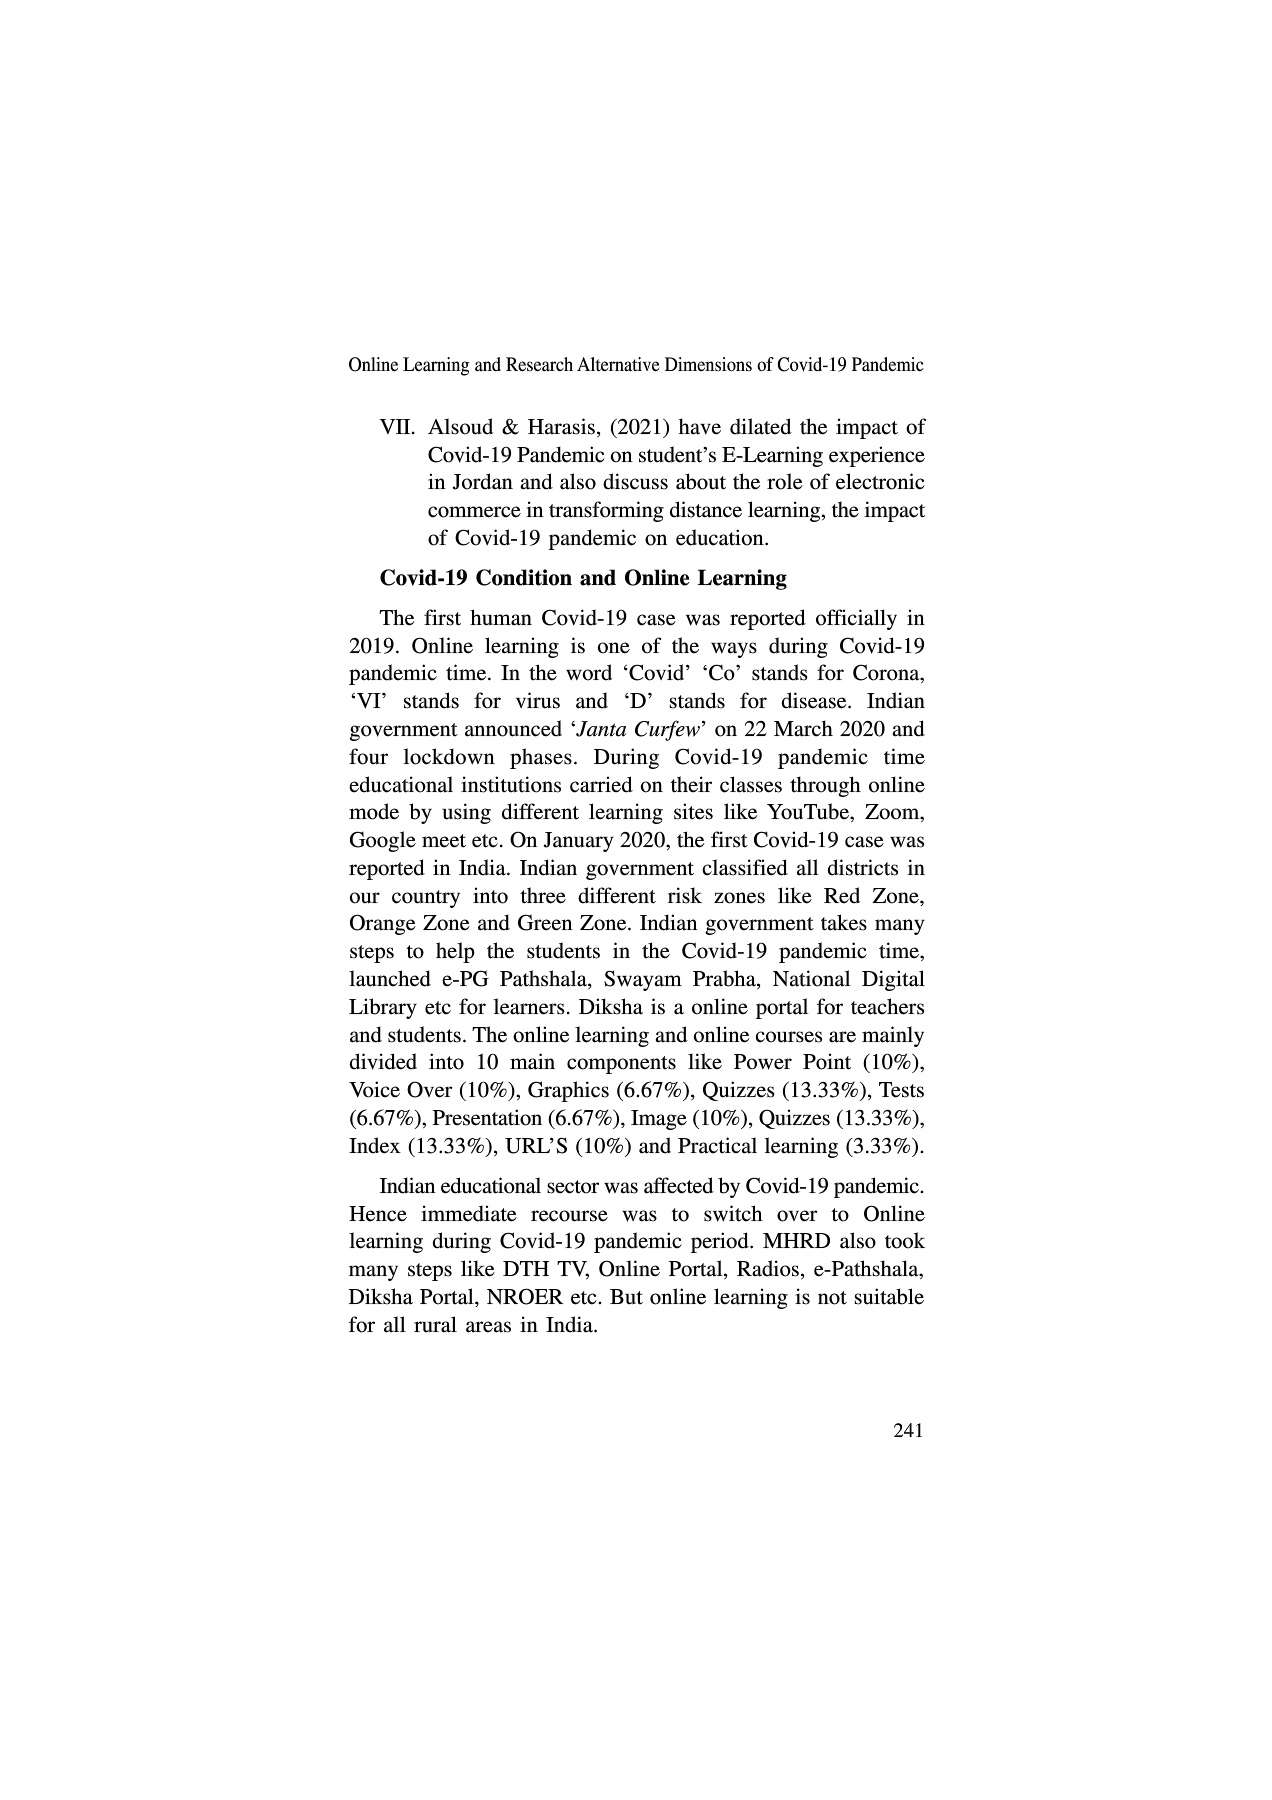 Online Learning and Research Alternative Dimensions of Covid-19 Pandemic
VII. Alsoud & Harasis, (2021) have dilated the impact of
Covid-19 Pandemic on student’s E-Learning experience
in Jordan and also discuss about the role of electronic
commerce in transforming distance learning, the impact
of Covid-19 pandemic on education.
Covid-19 Condition and Online Learning
The first human Covid-19 case was reported officially in
2019. Online learning is one of the ways during Covid-19
pandemic time. In the word ‘Covid’ ‘Co’ stands for Corona,
‘VI’ stands for virus and ‘D’ stands for disease. Indian
government announced ‘Janta Curfew’ on 22 March 2020 and
four lockdown phases. During Covid-19 pandemic time
educational institutions carried on their classes through online
mode by using different learning sites like YouTube, Zoom,
Google meet etc. On January 2020, the first Covid-19 case was
reported in India. Indian government classified all districts in
our country into three different risk zones like Red Zone,
Orange Zone and Green Zone. Indian government takes many
steps to help the students in the Covid-19 pandemic time,
launched e-PG Pathshala, Swayam Prabha, National Digital
Library etc for learners. Diksha is a online portal for teachers
and students. The online learning and online courses are mainly
divided into 10 main components like Power Point (10%),
Voice Over (10%), Graphics (6.67%), Quizzes (13.33%), Tests
(6.67%), Presentation (6.67%), Image (10%), Quizzes (13.33%),
Index (13.33%), URL’S (10%) and Practical learning (3.33%).
Indian educational sector was affected by Covid-19 pandemic.
Hence immediate recourse was to switch over to Online
learning during Covid-19 pandemic period. MHRD also took
many steps like DTH TV, Online Portal, Radios, e-Pathshala,
Diksha Portal, NROER etc. But online learning is not suitable
for all rural areas in India.
241